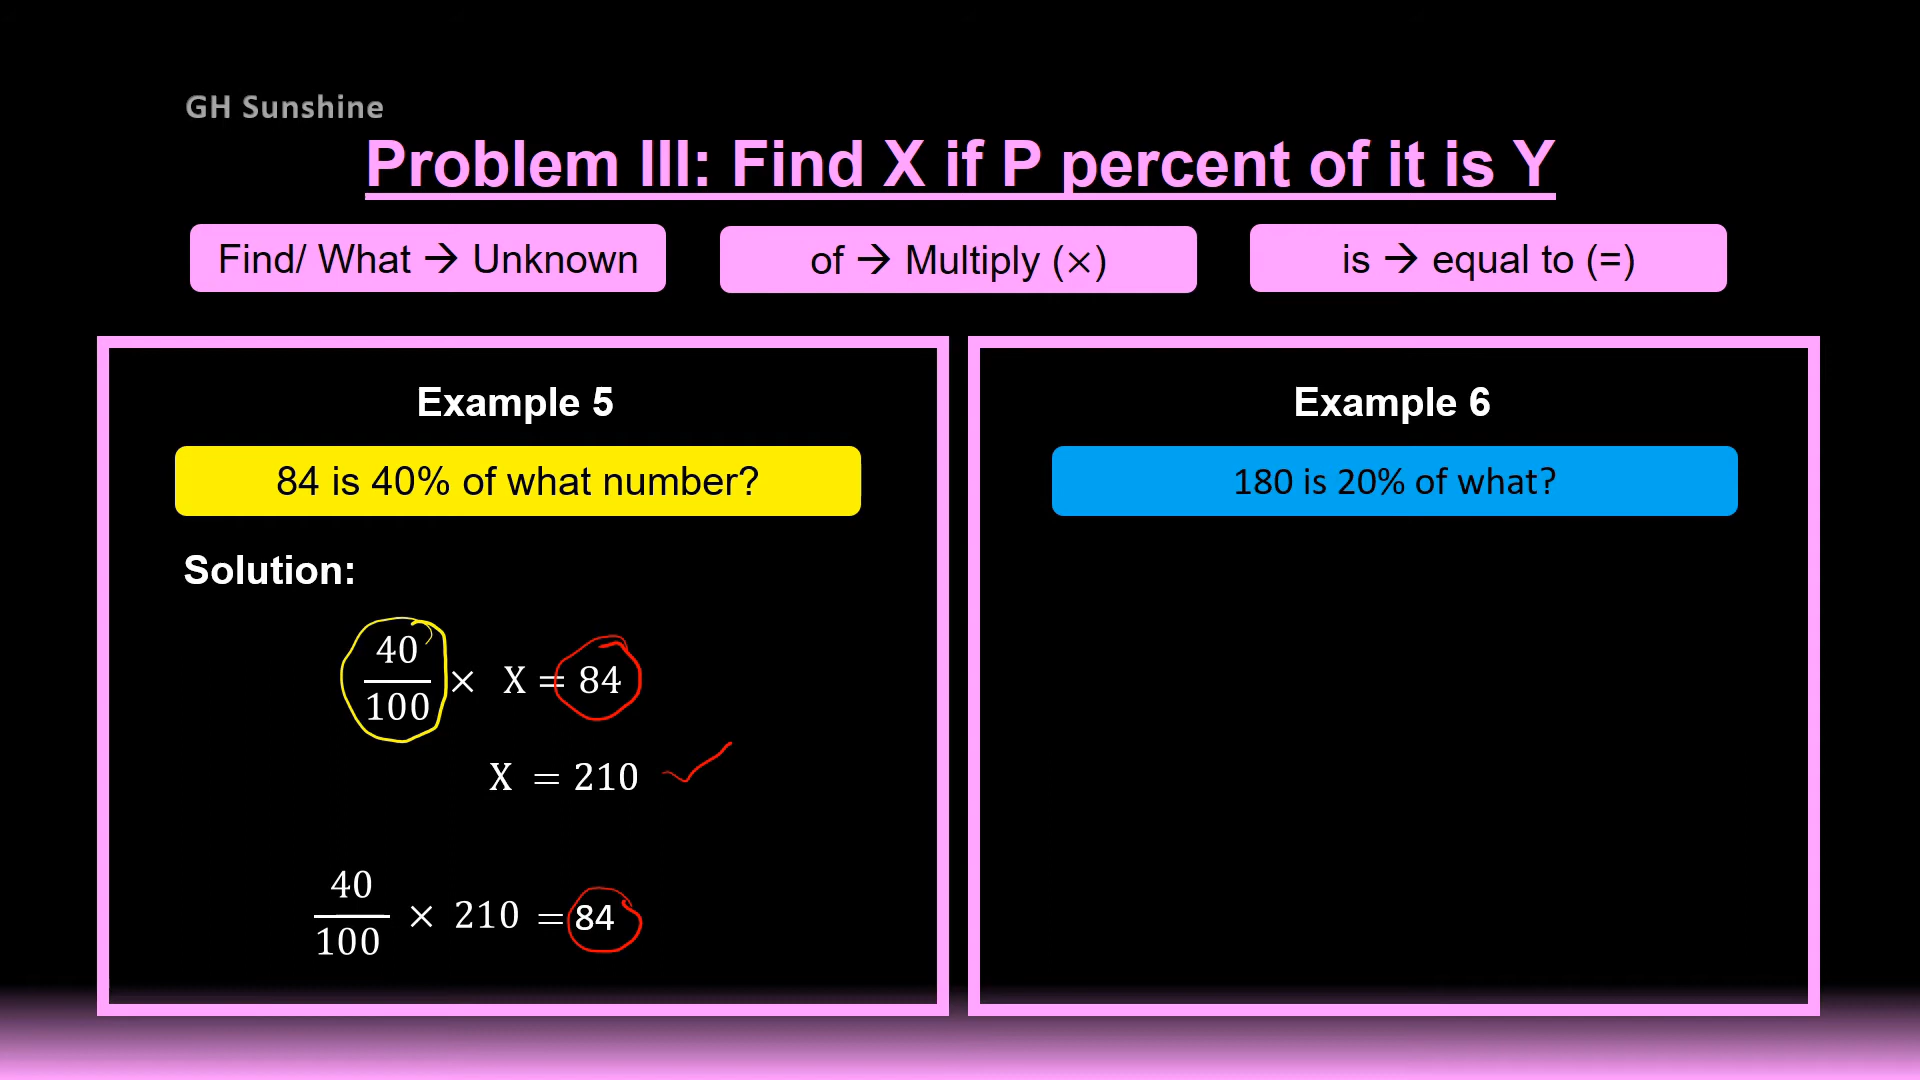 GH Sunshine
Problem III: Find X if P percent of it is Y
Find/ What → Unknown
of → Multiply (×)
is → equal to (=)
Example 5
84 is 40% of what number?
Solution:
40/100 × X = 84
X = 210
40/100 × 210 = 84
Example 6
180 is 20% of what?